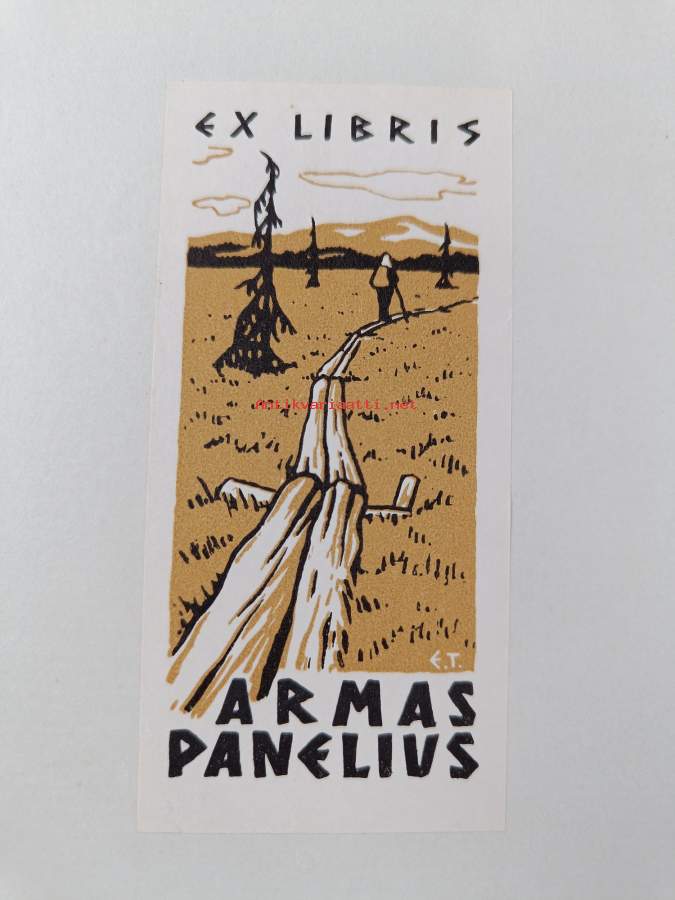 EX LIBRIS
Antikvariaatti.net
E.T.
ARMAS
PANELIUS